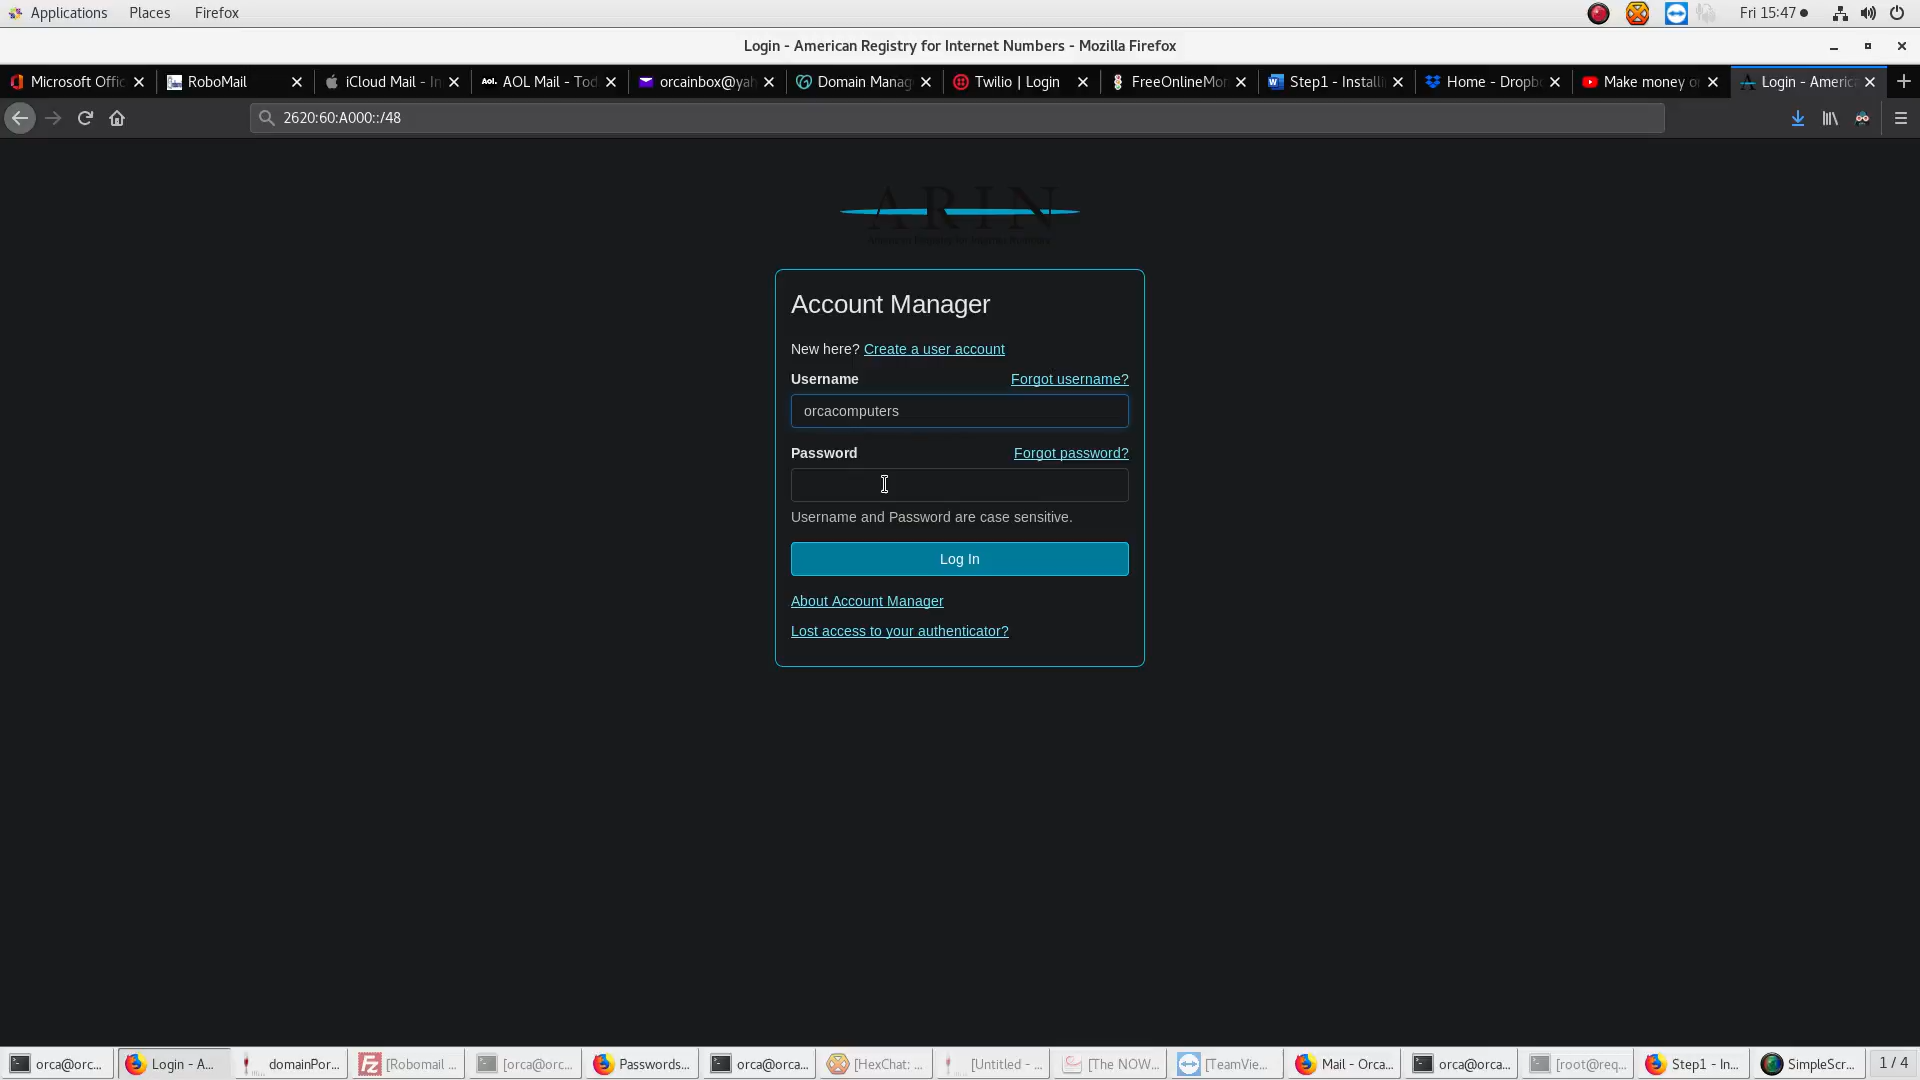 Applications Places Firefox Fri 15:47
Login - American Registry for Internet Numbers - Mozilla Firefox
Microsoft Offic RoboMail iCloud Mail - In AOL Mail - Tod orcainbox@yah Domain Manag Twilio | Login FreeOnlineMor Step1 - Installi Home - Dropb Make money o Login - America
2620:60:A000::/48
ARIN
Account Manager
New here? Create a user account
Username Forgot username?
orcacomputers
Password Forgot password?
Username and Password are case sensitive.
Log In
About Account Manager
Lost access to your authenticator?
orca@orc... Login - A... domainPor... [Robomail ... [orca@orc... Passwords... orca@orca... [HexChat: ... [Untitled - ... [The NOW... [TeamVie... Mail - Orca... orca@orca... [root@req... Step1 - In... SimpleScr... 1 / 4